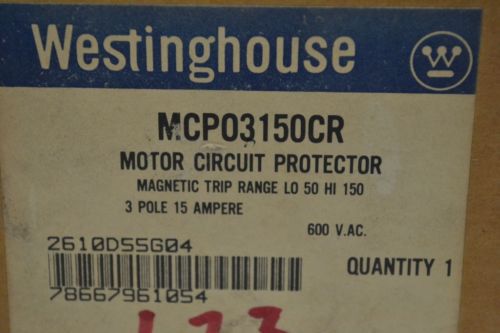 Westinghouse
MCP03150CR
MOTOR CIRCUIT PROTECTOR
MAGNETIC TRIP RANGE LO 50 HI 150
3 POLE 15 AMPERE
600 V.AC.
2610D55G04
QUANTITY 1
78667961054